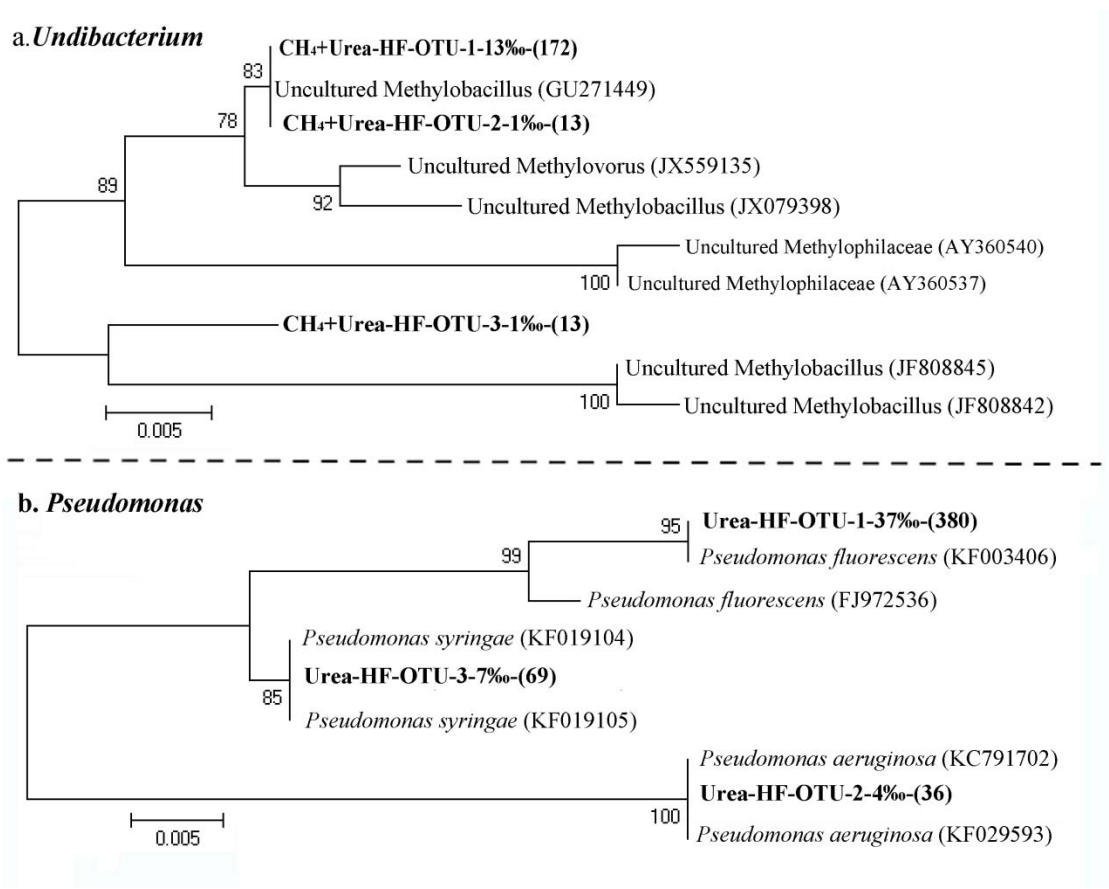 a.Undibacterium
CH₄+Urea-HF-OTU-1-13‰-(172)
83
Uncultured Methylobacillus (GU271449)
78
CH₄+Urea-HF-OTU-2-1‰-(13)
Uncultured Methylovorus (JX559135)
89
92
Uncultured Methylobacillus (JX079398)
Uncultured Methylophilaceae (AY360540)
100
Uncultured Methylophilaceae (AY360537)
CH₄+Urea-HF-OTU-3-1‰-(13)
Uncultured Methylobacillus (JF808845)
100
Uncultured Methylobacillus (JF808842)
0.005
b. Pseudomonas
95
Urea-HF-OTU-1-37‰-(380)
99
Pseudomonas fluorescens (KF003406)
Pseudomonas fluorescens (FJ972536)
Pseudomonas syringae (KF019104)
Urea-HF-OTU-3-7‰-(69)
85
Pseudomonas syringae (KF019105)
Pseudomonas aeruginosa (KC791702)
Urea-HF-OTU-2-4‰-(36)
100
Pseudomonas aeruginosa (KF029593)
0.005